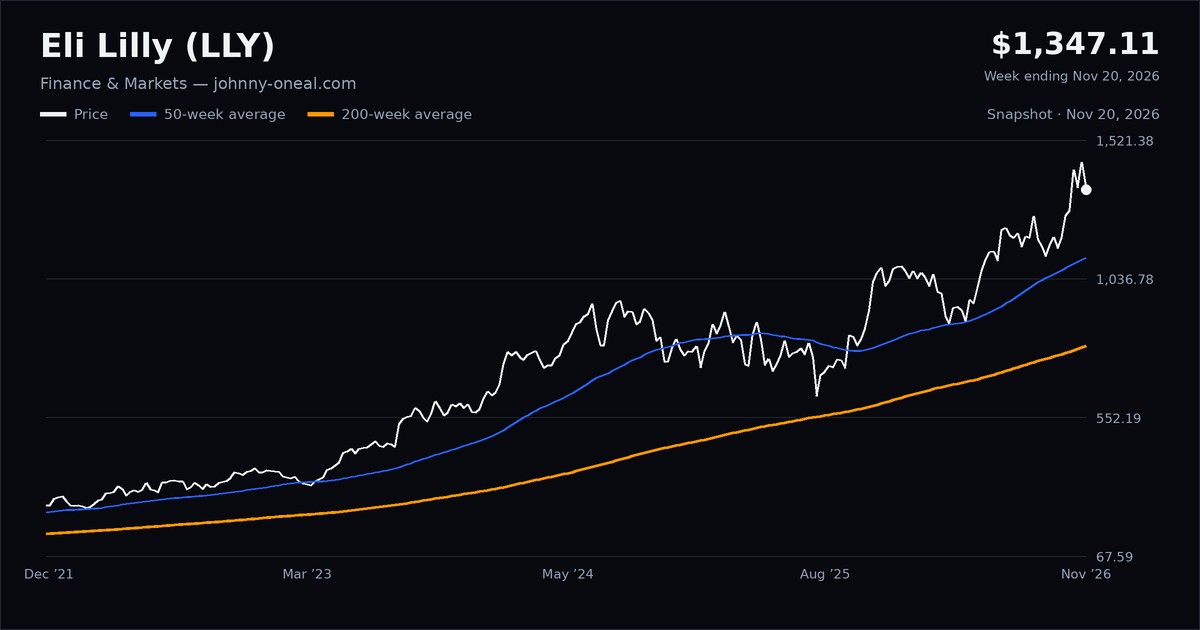 Eli Lilly (LLY)
$1,347.11
Finance & Markets — johnny-oneal.com
Week ending Nov 20, 2026
Price
50-week average
200-week average
Snapshot · Nov 20, 2026
1,521.38
1,036.78
552.19
67.59
Dec ’21
Mar ’23
May ’24
Aug ’25
Nov ’26